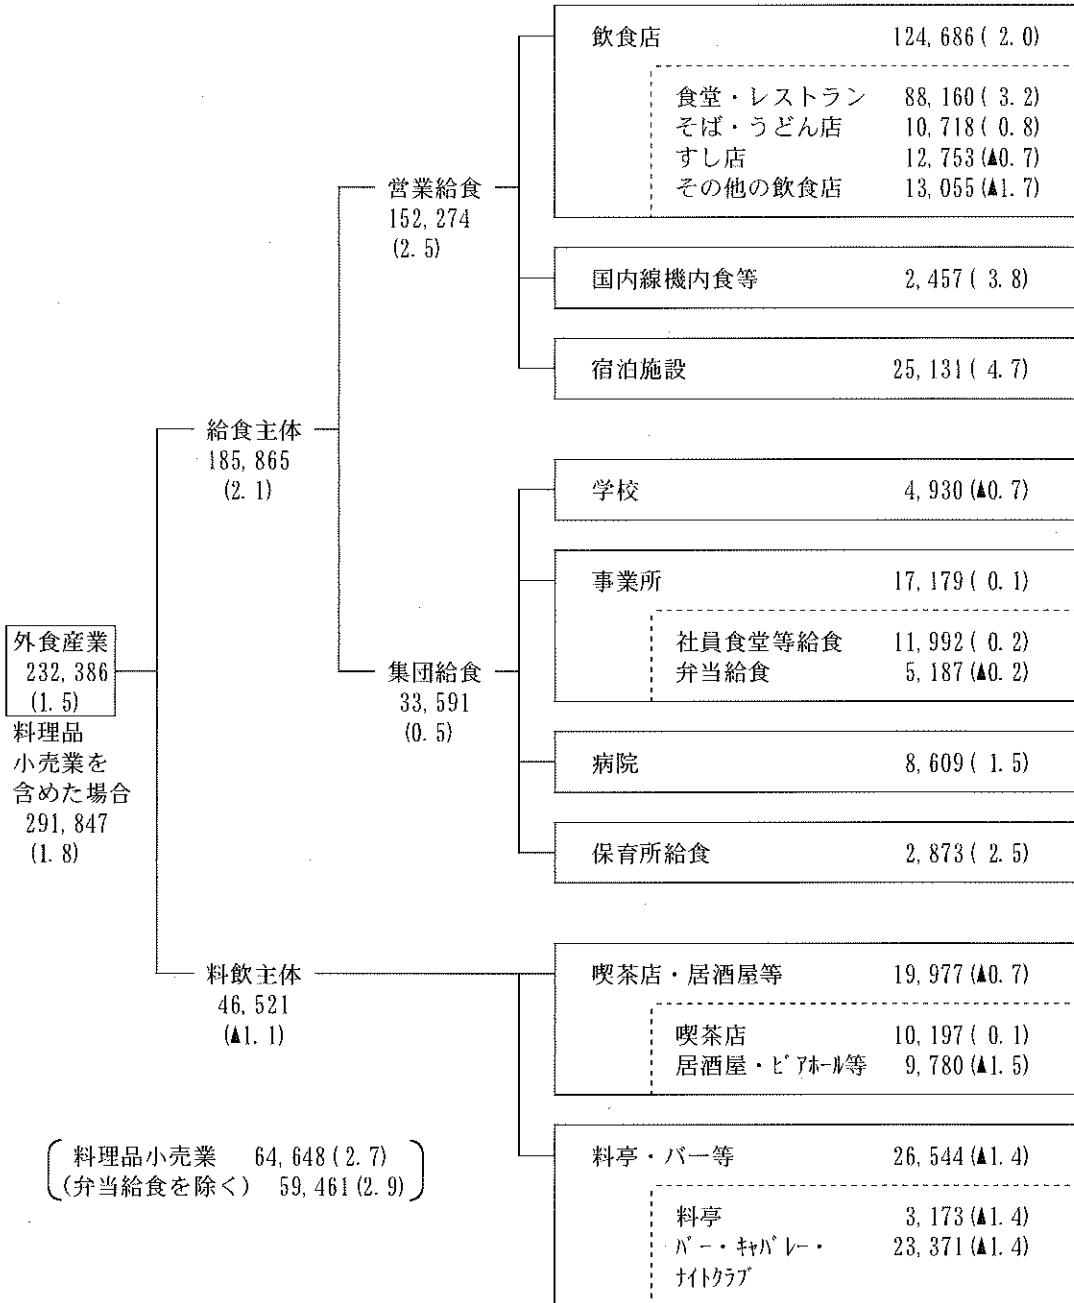 飲食店 124,686( 2.0)
食堂・レストラン 88,160( 3.2)
そば・うどん店 10,718( 0.8)
すし店 12,753(▲0.7)
その他の飲食店 13,055(▲1.7)
営業給食
152,274
(2.5)
国内線機内食等 2,457( 3.8)
宿泊施設 25,131( 4.7)
給食主体
185,865
(2.1)
学校 4,930(▲0.7)
事業所 17,179( 0.1)
社員食堂等給食 11,992( 0.2)
弁当給食 5,187(▲0.2)
外食産業
232,386
(1.5)
料理品
小売業を
含めた場合
291,847
(1.8)
集団給食
33,591
(0.5)
病院 8,609( 1.5)
保育所給食 2,873( 2.5)
料飲主体
46,521
(▲1.1)
喫茶店・居酒屋等 19,977(▲0.7)
喫茶店 10,197( 0.1)
居酒屋・ビアホール等 9,780(▲1.5)
料理品小売業 64,648(2.7)
(弁当給食を除く) 59,461(2.9)
料亭・バー等 26,544(▲1.4)
料亭 3,173(▲1.4)
バー・キャバレー・ 23,371(▲1.4)
ナイトクラブ